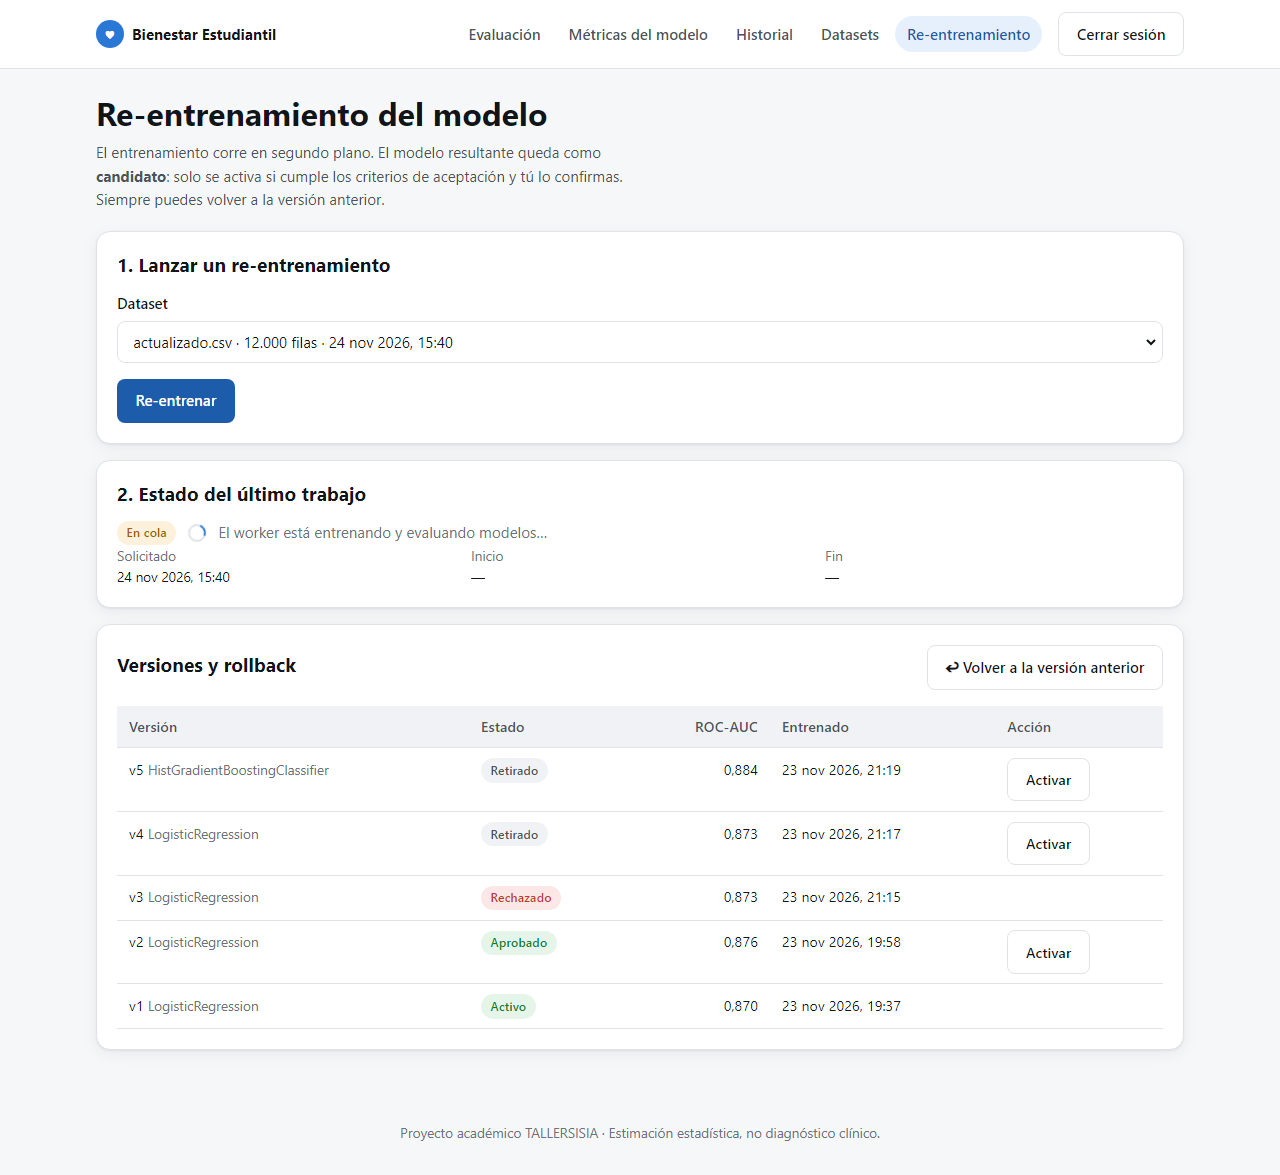 Bienestar Estudiantil
Evaluación
Métricas del modelo
Historial
Datasets
Re-entrenamiento
Cerrar sesión
Re-entrenamiento del modelo
El entrenamiento corre en segundo plano. El modelo resultante queda como
candidato: solo se activa si cumple los criterios de aceptación y tú lo confirmas.
Siempre puedes volver a la versión anterior.
1. Lanzar un re-entrenamiento
Dataset
actualizado.csv · 12.000 filas · 24 nov 2026, 15:40
Re-entrenar
2. Estado del último trabajo
En cola El worker está entrenando y evaluando modelos…
Solicitado Inicio Fin
24 nov 2026, 15:40 — —
Versiones y rollback
↩ Volver a la versión anterior
Versión Estado ROC-AUC Entrenado Acción
v5 HistGradientBoostingClassifier Retirado 0,884 23 nov 2026, 21:19 Activar
v4 LogisticRegression Retirado 0,873 23 nov 2026, 21:17 Activar
v3 LogisticRegression Rechazado 0,873 23 nov 2026, 21:15
v2 LogisticRegression Aprobado 0,876 23 nov 2026, 19:58 Activar
v1 LogisticRegression Activo 0,870 23 nov 2026, 19:37
Proyecto académico TALLERSISIA · Estimación estadística, no diagnóstico clínico.